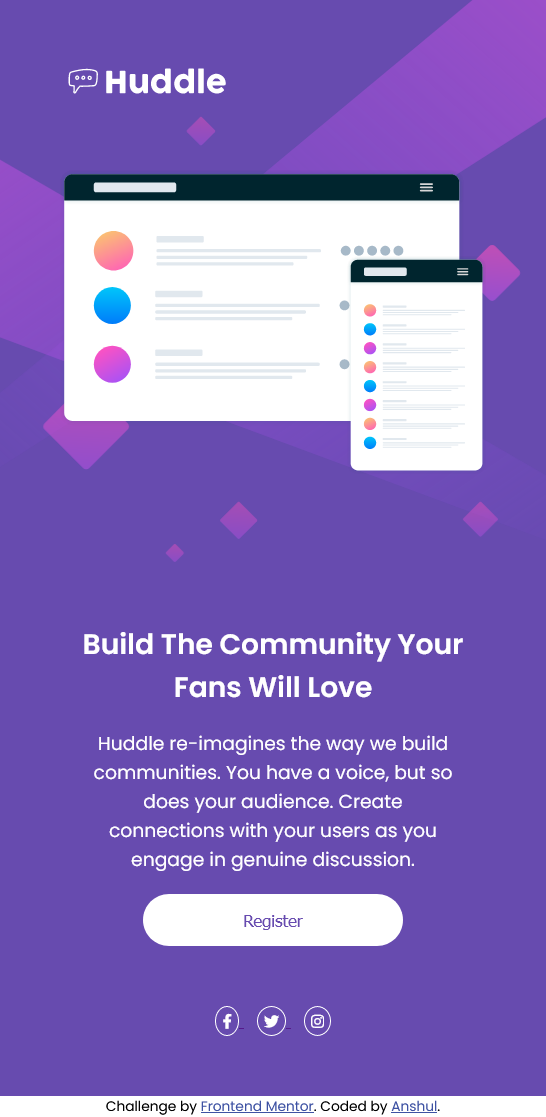 Huddle
Build The Community Your
Fans Will Love
Huddle re-imagines the way we build
communities. You have a voice, but so
does your audience. Create
connections with your users as you
engage in genuine discussion.
Register
Challenge by Frontend Mentor. Coded by Anshul.